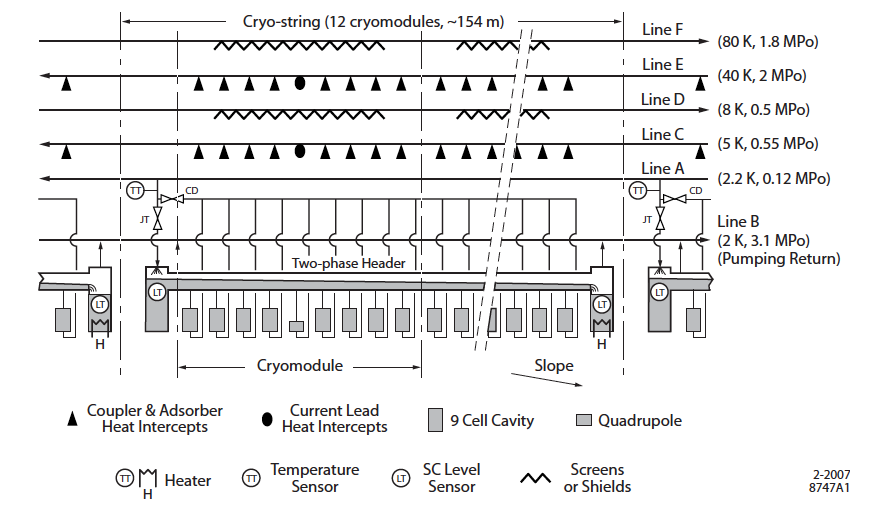 Cryo-string (12 cryomodules, ~154 m)
Line F
(80 K, 1.8 MPo)
Line E
(40 K, 2 MPo)
Line D
(8 K, 0.5 MPo)
Line C
(5 K, 0.55 MPo)
Line A
(2.2 K, 0.12 MPo)
TT
CD
TT
CD
JT
JT
Line B
(2 K, 3.1 MPo)
(Pumping Return)
Two-phase Header
LT
LT
LT
LT
H
H
Cryomodule
Slope
Coupler & Adsorber
Heat Intercepts
Current Lead
Heat Intercepts
9 Cell Cavity
Quadrupole
TT
H
Heater
TT
Temperature
Sensor
LT
SC Level
Sensor
Screens
or Shields
2-2007
8747A1